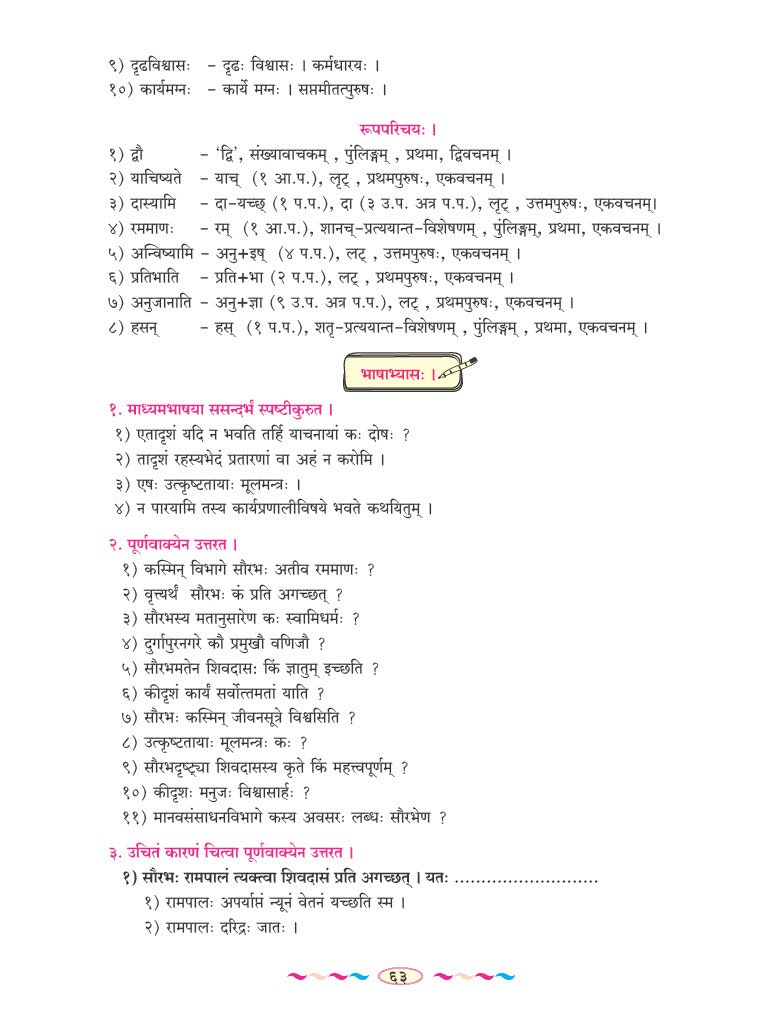 ९) दृढविश्वासः – दृढः विश्वासः । कर्मधारयः ।
१०) कार्यमग्नः – कार्ये मग्नः । सप्तमीतत्पुरुषः ।
रूपपरिचयः ।
१) द्वौ – ‘द्वि’, संख्यावाचकम् , पुंलिङ्गम् , प्रथमा, द्विवचनम् ।
२) याचिष्यते – याच् (१ आ.प.), लृट् , प्रथमपुरुषः, एकवचनम् ।
३) दास्यामि – दा-यच्छ् (१ प.प.), दा (३ उ.प. अत्र प.प.), लृट् , उत्तमपुरुषः, एकवचनम्।
४) रममाणः – रम् (१ आ.प.), शानच्-प्रत्ययान्त-विशेषणम् , पुंलिङ्गम्, प्रथमा, एकवचनम् ।
५) अन्विष्यामि – अनु+इष् (४ प.प.), लट् , उत्तमपुरुषः, एकवचनम् ।
६) प्रतिभाति – प्रति+भा (२ प.प.), लट् , प्रथमपुरुषः, एकवचनम् ।
७) अनुजानाति – अनु+ज्ञा (९ उ.प. अत्र प.प.), लट् , प्रथमपुरुषः, एकवचनम् ।
८) हसन् – हस् (१ प.प.), शतृ-प्रत्ययान्त-विशेषणम् , पुंलिङ्गम् , प्रथमा, एकवचनम् ।
भाषाभ्यासः ।
१. माध्यमभाषया ससन्दर्भं स्पष्टीकुरुत ।
१) एतादृशं यदि न भवति तर्हि याचनायां कः दोषः ?
२) तादृशं रहस्यभेदं प्रतारणां वा अहं न करोमि ।
३) एषः उत्कृष्टतायाः मूलमन्त्रः ।
४) न पारयामि तस्य कार्यप्रणालीविषये भवते कथयितुम् ।
२. पूर्णवाक्येन उत्तरत ।
१) कस्मिन् विभागे सौरभः अतीव रममाणः ?
२) वृत्त्यर्थं सौरभः कं प्रति अगच्छत् ?
३) सौरभस्य मतानुसारेण कः स्वामिधर्मः ?
४) दुर्गापुरनगरे कौ प्रमुखौ वणिजौ ?
५) सौरभमतेन शिवदासः किं ज्ञातुम् इच्छति ?
६) कीदृशं कार्यं सर्वोत्तमतां याति ?
७) सौरभः कस्मिन् जीवनसूत्रे विश्वसिति ?
८) उत्कृष्टतायाः मूलमन्त्रः कः ?
९) सौरभदृष्ट्या शिवदासस्य कृते किं महत्त्वपूर्णम् ?
१०) कीदृशः मनुजः विश्वासार्हः ?
११) मानवसंसाधनविभागे कस्य अवसरः लब्धः सौरभेण ?
३. उचितं कारणं चित्वा पूर्णवाक्येन उत्तरत ।
१) सौरभः रामपालं त्यक्त्वा शिवदासं प्रति अगच्छत् । यतः ...........................
१) रामपालः अपर्याप्तं न्यूनं वेतनं यच्छति स्म ।
२) रामपालः दरिद्रः जातः ।
६३